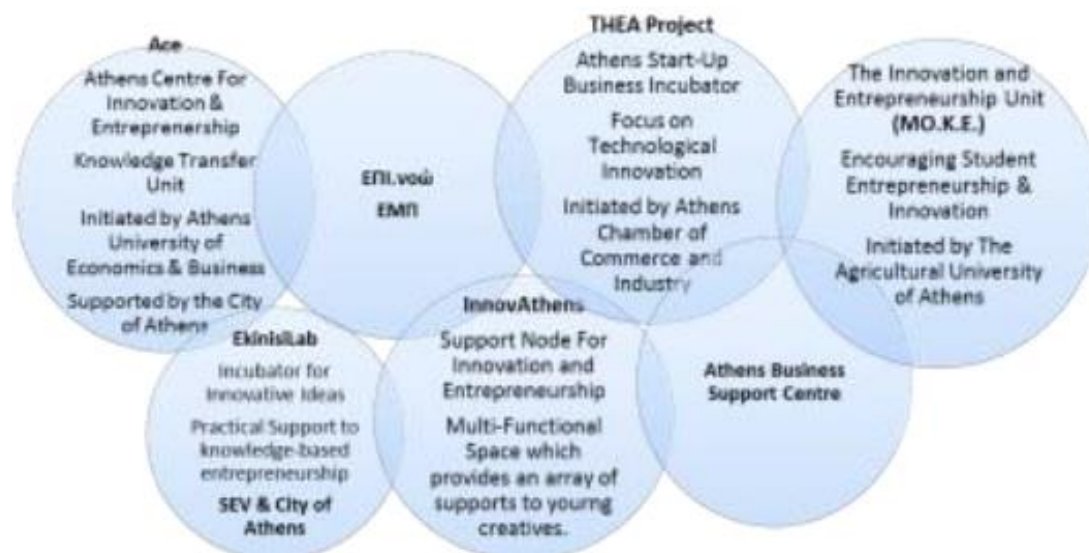 Ace
Athens Centre For
Innovation &
Entreprenership
Knowledge Transfer
Unit
Initiated by Athens
University of
Economics & Business
Supported by the City
of Athens
ΕΠΙ.νοώ
ΕΜΠ
THEA Project
Athens Start-Up
Business Incubator
Focus on
Technological
Innovation
Initiated by Athens
Chamber of
Commerce and
Industry
The Innovation and
Entrepreneurship Unit
(MO.K.E.)
Encouraging Student
Entrepreneurship &
Innovation
Initiated by The
Agricultural University
of Athens
EkinisiLab
Incubator for
Innovative Ideas
Practical Support to
knowledge-based
entrepreneurship
SEV & City of
Athens
InnovAthens
Support Node For
Innovation and
Entrepreneurship
Multi-Functional
Space which
provides an array of
supports to yourng
creatives.
Athens Business
Support Centre